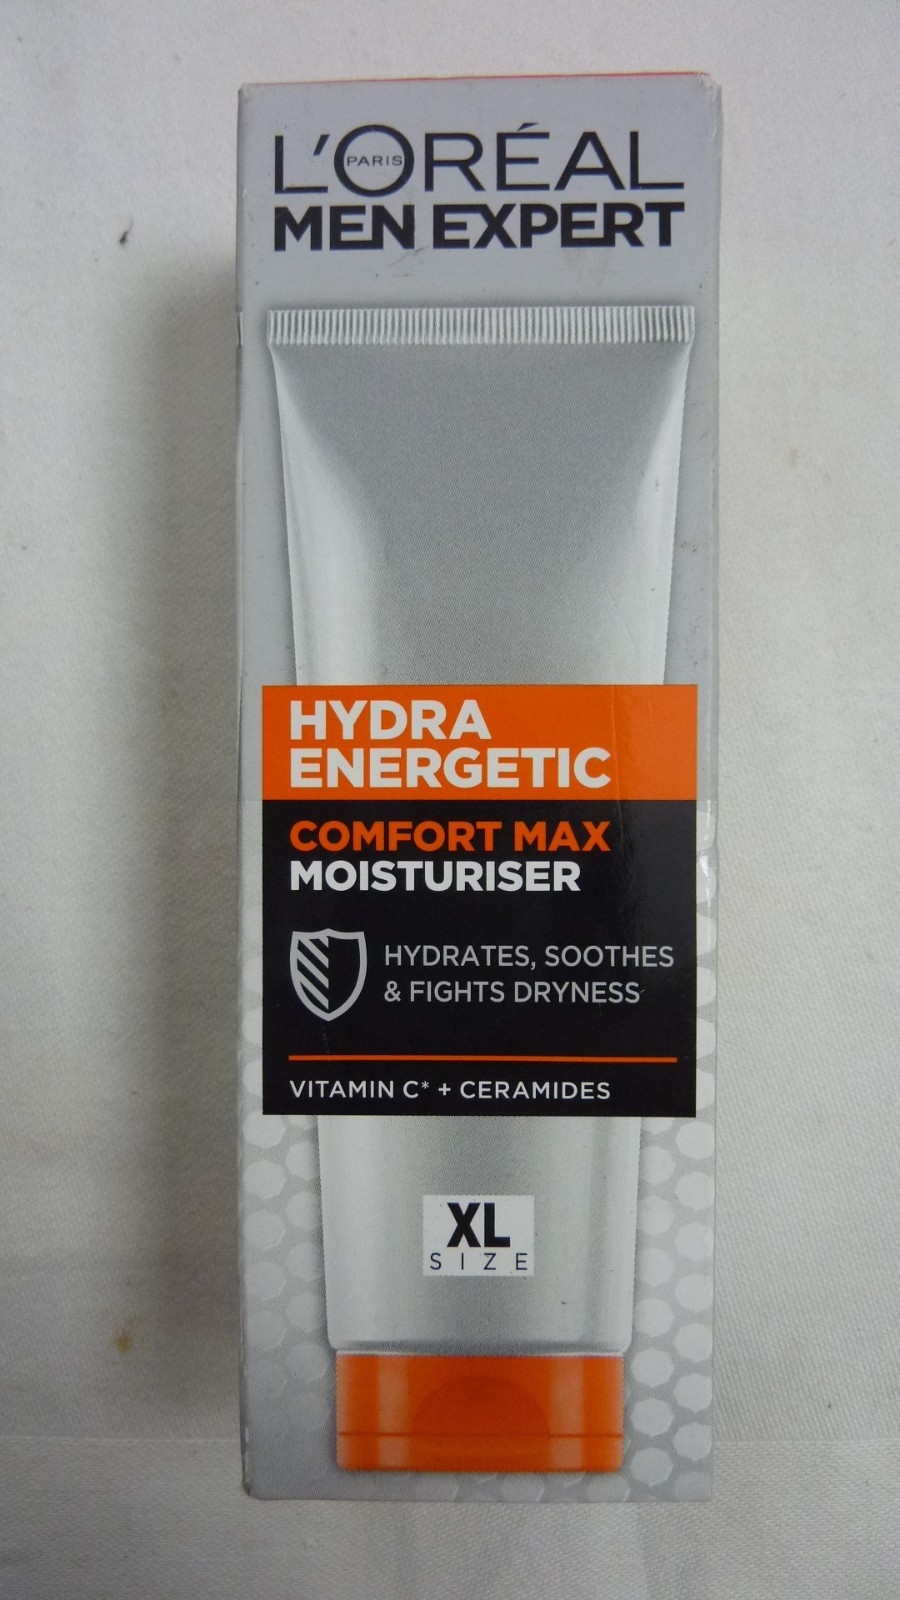 L'ORÉAL
PARIS
MEN EXPERT
HYDRA
ENERGETIC
COMFORT MAX
MOISTURISER
HYDRATES, SOOTHES
& FIGHTS DRYNESS
VITAMIN C* + CERAMIDES
XL
SIZE